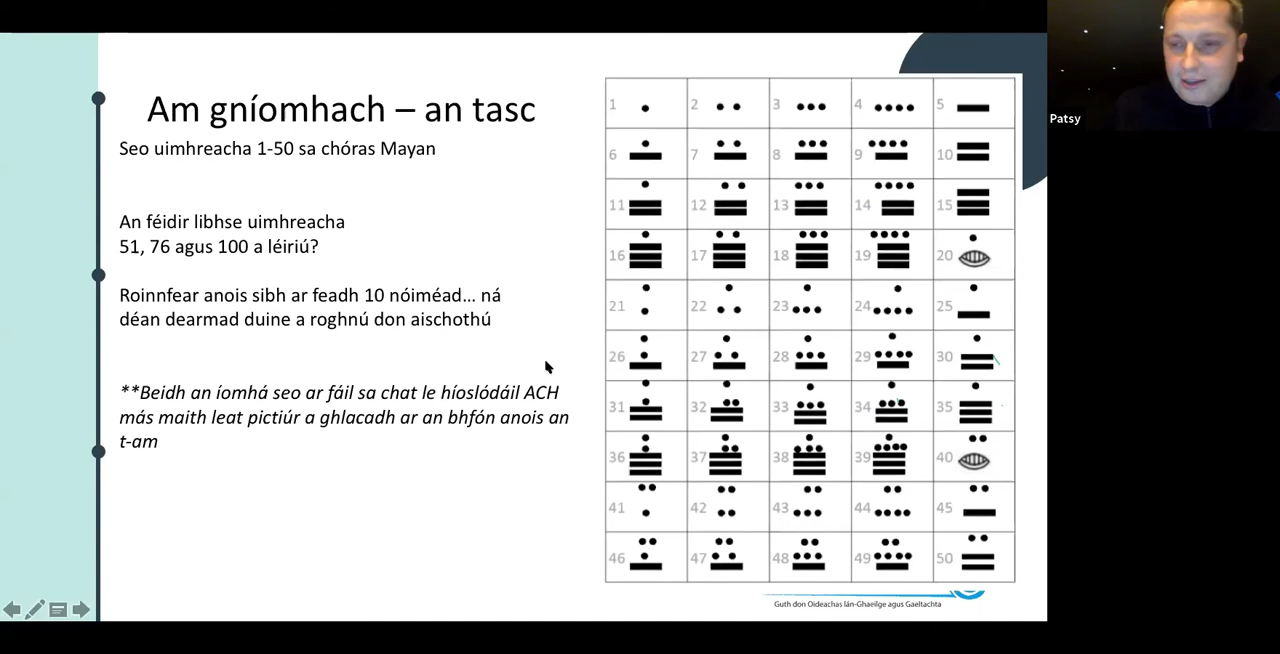 Am gníomhach – an tasc
Seo uimhreacha 1-50 sa chóras Mayan
An féidir libhse uimhreacha
51, 76 agus 100 a léiriú?
Roinnfear anois sibh ar feadh 10 nóiméad... ná
déan dearmad duine a roghnú don aischothú
**Beidh an íomhá seo ar fáil sa chat le híoslódáil ACH
más maith leat pictiúr a ghlacadh ar an bhfón anois an
t-am
1 2 3 4 5
6 7 8 9 10
11 12 13 14 15
16 17 18 19 20
21 22 23 24 25
26 27 28 29 30
31 32 33 34 35
36 37 38 39 40
41 42 43 44 45
46 47 48 49 50
Guth don Oideachas lán-Ghaeilge agus Gaeltachta
Patsy